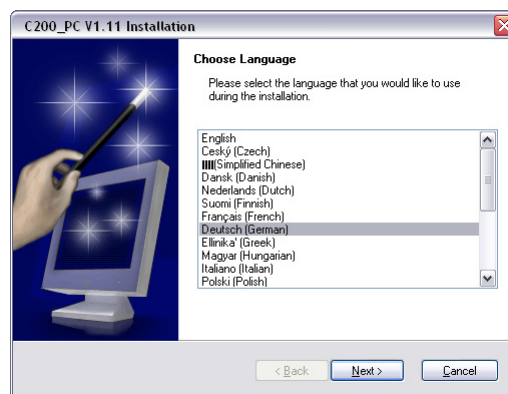 C200_PC V1.11 Installation
Choose Language
Please select the language that you would like to use
during the installation.
English
Ceský (Czech)
(Simplified Chinese)
Dansk (Danish)
Nederlands (Dutch)
Suomi (Finnish)
Français (French)
Deutsch (German)
Ellinika' (Greek)
Magyar (Hungarian)
Italiano (Italian)
Polski (Polish)
< Back Next > Cancel